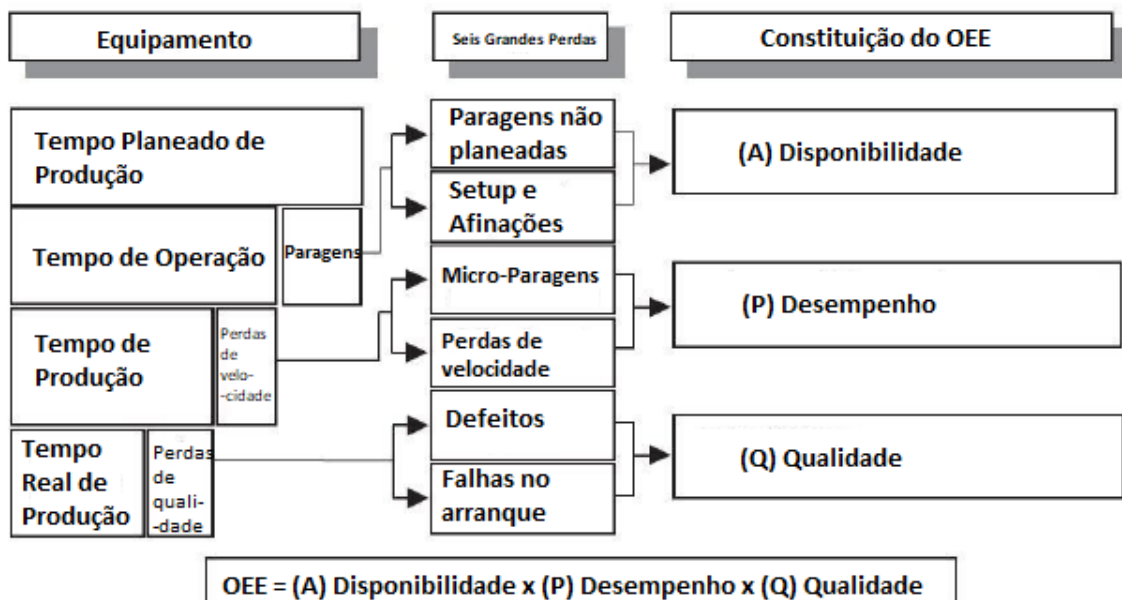 Equipamento
Seis Grandes Perdas
Constituição do OEE
Tempo Planeado de
Produção
Paragens não
planeadas
(A) Disponibilidade
Setup e
Afinações
Tempo de Operação
Paragens
Micro-Paragens
(P) Desempenho
Tempo de
Produção
Perdas
de
velo-
-cidade
Perdas de
velocidade
Defeitos
(Q) Qualidade
Tempo
Real de
Produção
Perdas
de
quali-
-dade
Falhas no
arranque
OEE = (A) Disponibilidade x (P) Desempenho x (Q) Qualidade